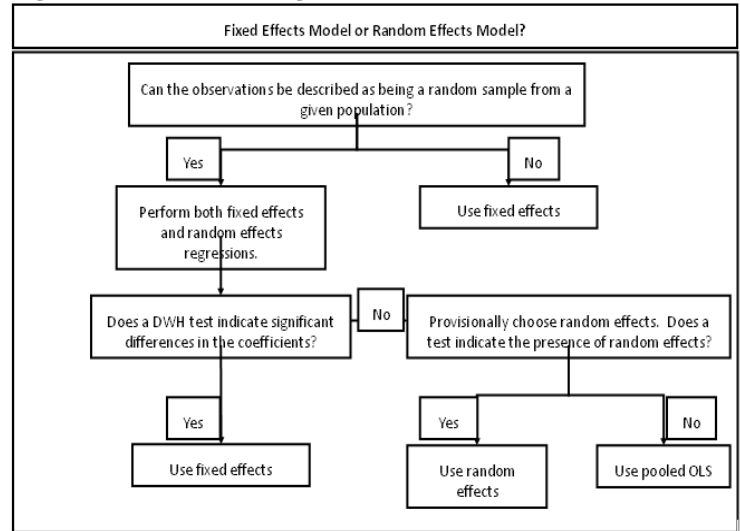 Fixed Effects Model or Random Effects Model?
Can the observations be described as being a random sample from a
given population?
Yes
No
Perform both fixed effects
and random effects
regressions.
Use fixed effects
Does a DWH test indicate significant
differences in the coefficients?
No
Provisionally choose random effects. Does a
test indicate the presence of random effects?
Yes
Use fixed effects
Yes
No
Use random
effects
Use pooled OLS